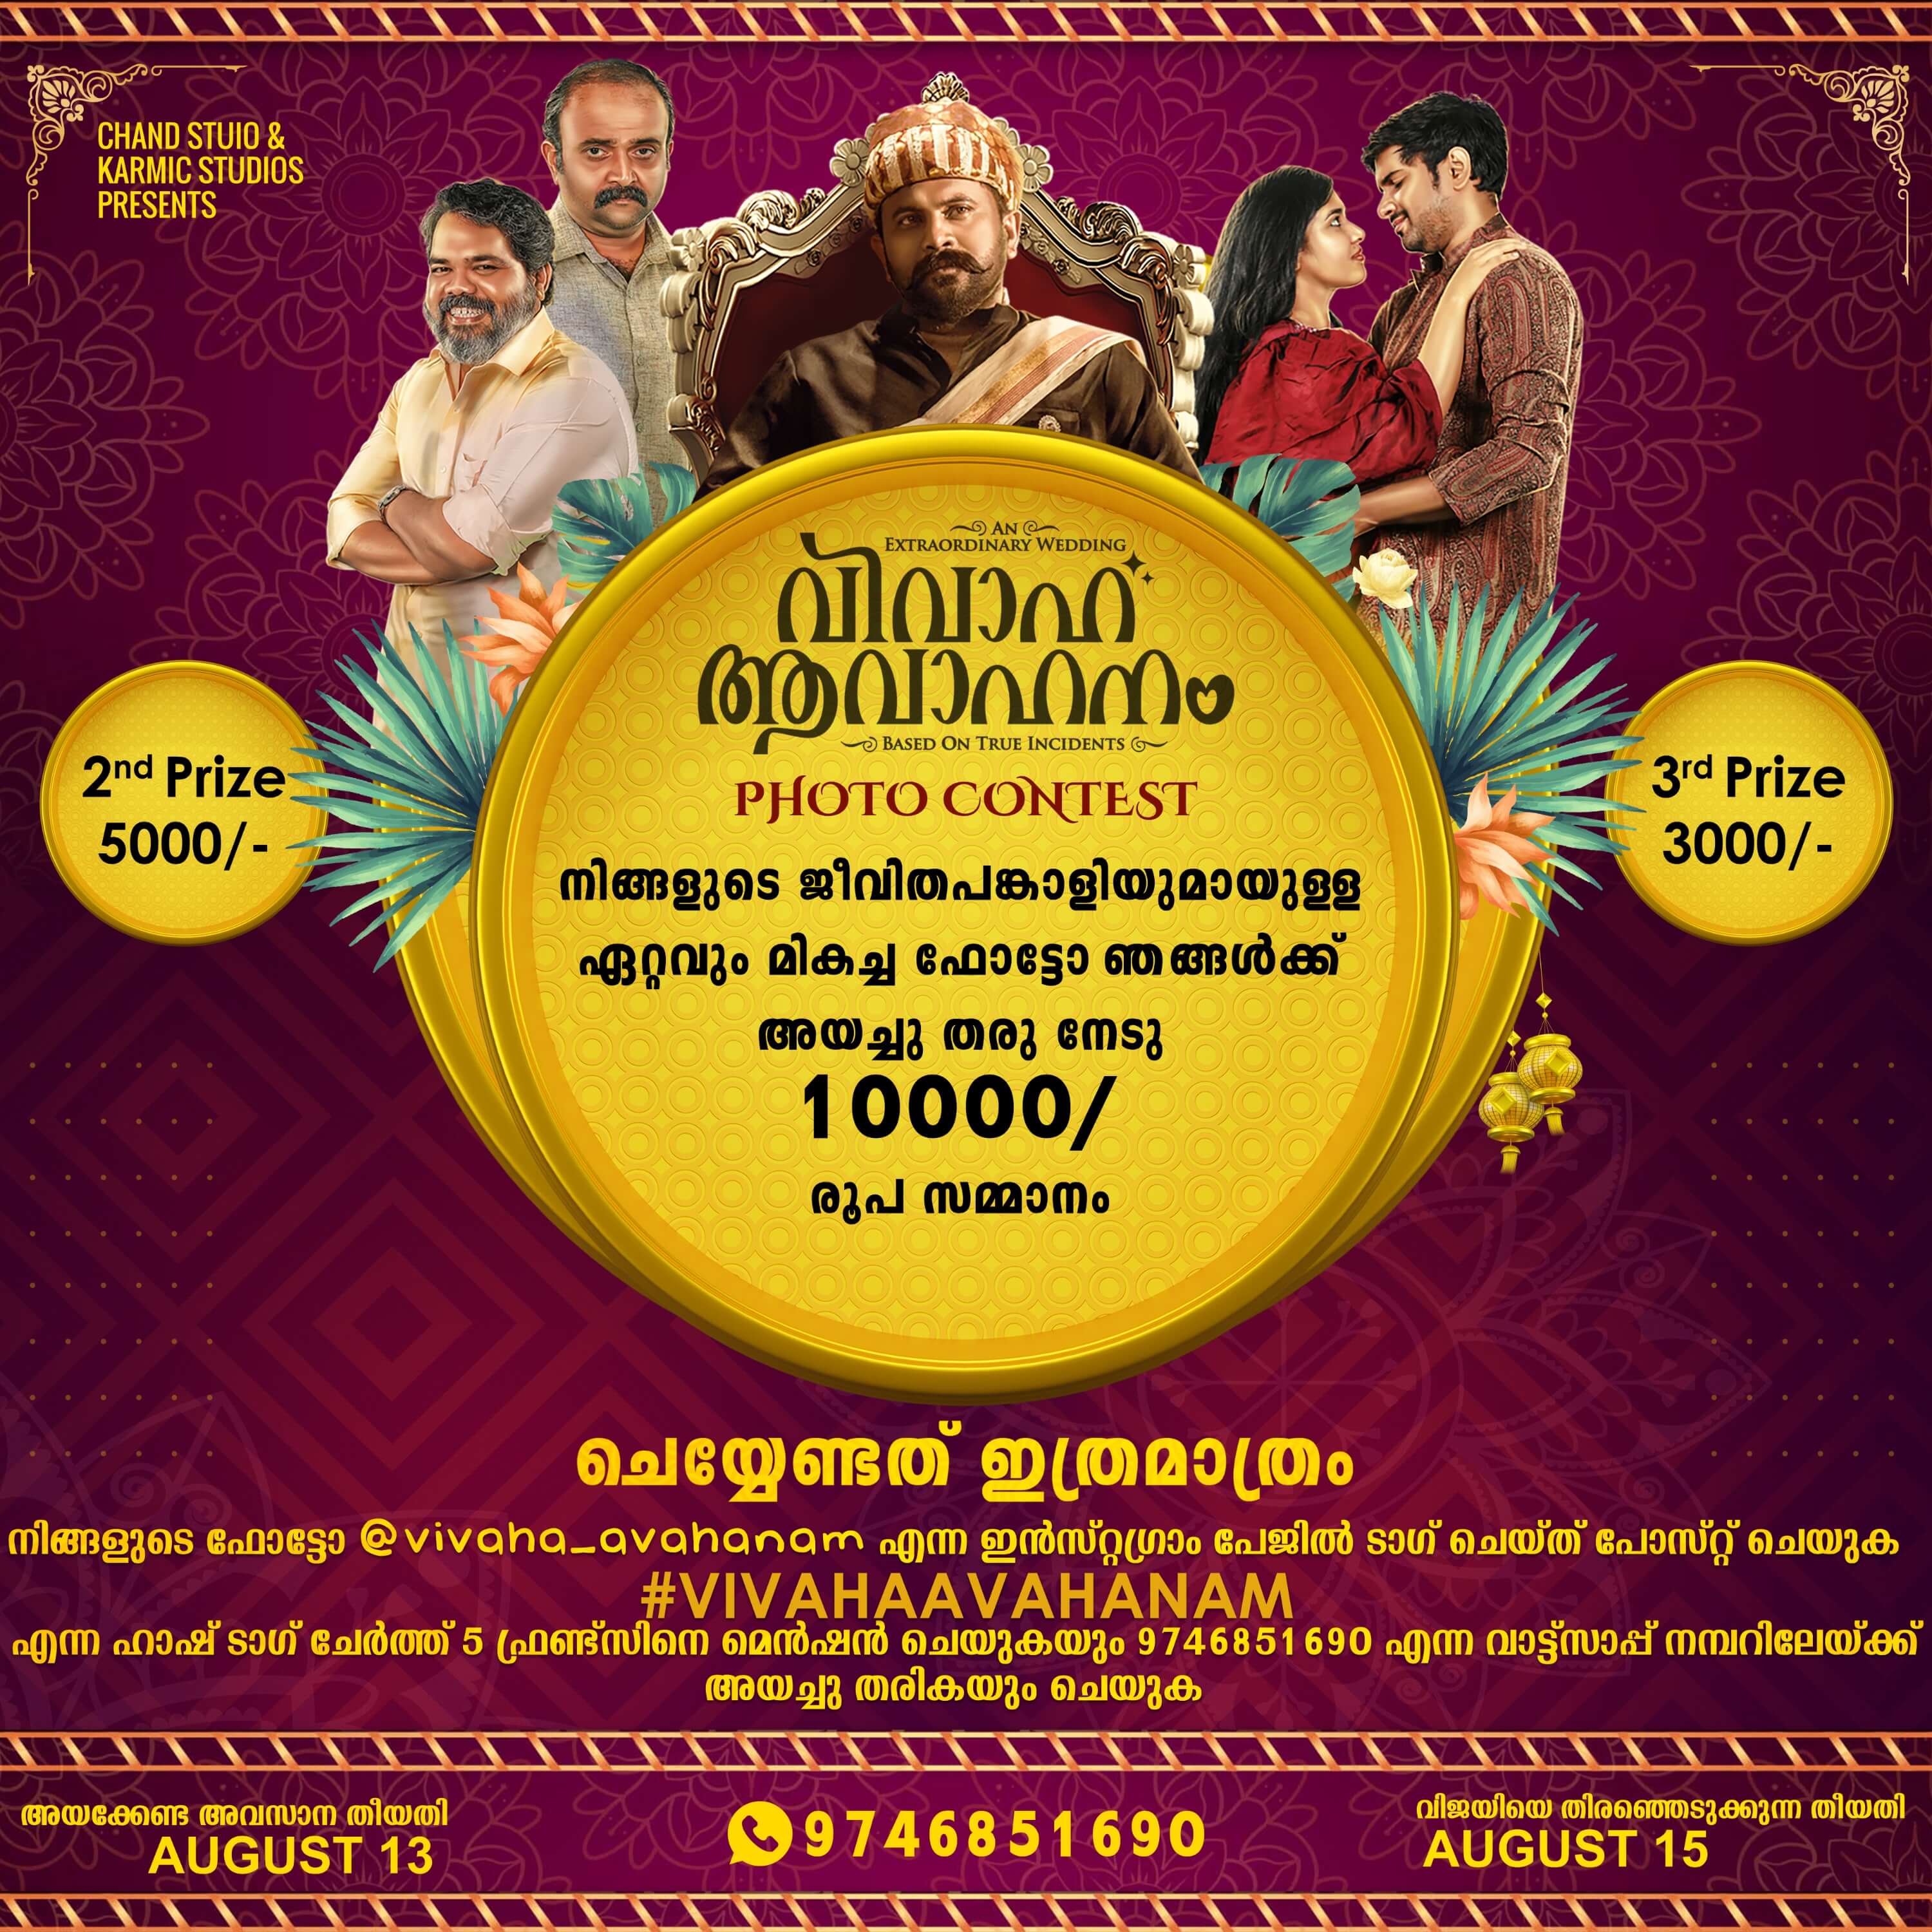 CHAND STUIO &
KARMIC STUDIOS
PRESENTS
AN
EXTRAORDINARY WEDDING
വിവാഹ
ആവാഹനം
BASED ON TRUE INCIDENTS
PHOTO CONTEST
2nd Prize
5000/-
3rd Prize
3000/-
നിങ്ങളുടെ ജീവിതപങ്കാളിയുമായുള്ള
ഏറ്റവും മികച്ച ഫോട്ടോ ഞങ്ങൾക്ക്
അയച്ചു തരു നേടു
10000/
രൂപ സമ്മാനം
ചെയ്യേണ്ടത് ഇത്രമാത്രം
നിങ്ങളുടെ ഫോട്ടോ @vivaha_avahanam എന്ന ഇൻസ്റ്റഗ്രാം പേജിൽ ടാഗ് ചെയ്ത് പോസ്റ്റ് ചെയുക
#VIVAHAAVAHANAM
എന്ന ഹാഷ് ടാഗ് ചേർത്ത് 5 ഫ്രണ്ട്സിനെ മെൻഷൻ ചെയുകയും 9746851690 എന്ന വാട്ട്സാപ്പ് നമ്പറിലേയ്ക്ക്
അയച്ചു തരികയും ചെയുക
അയക്കേണ്ട അവസാന തീയതി
AUGUST 13
9746851690
വിജയിയെ തിരഞ്ഞെടുക്കുന്ന തീയതി
AUGUST 15